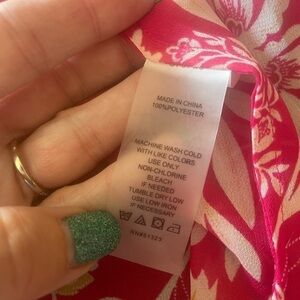 MADE IN CHINA
100%POLYESTER
MACHINE WASH COLD
WITH LIKE COLORS
USE ONLY
NON-CHLORINE
BLEACH
IF NEEDED
TUMBLE DRY LOW
USE LOW IRON
IF NECESSARY